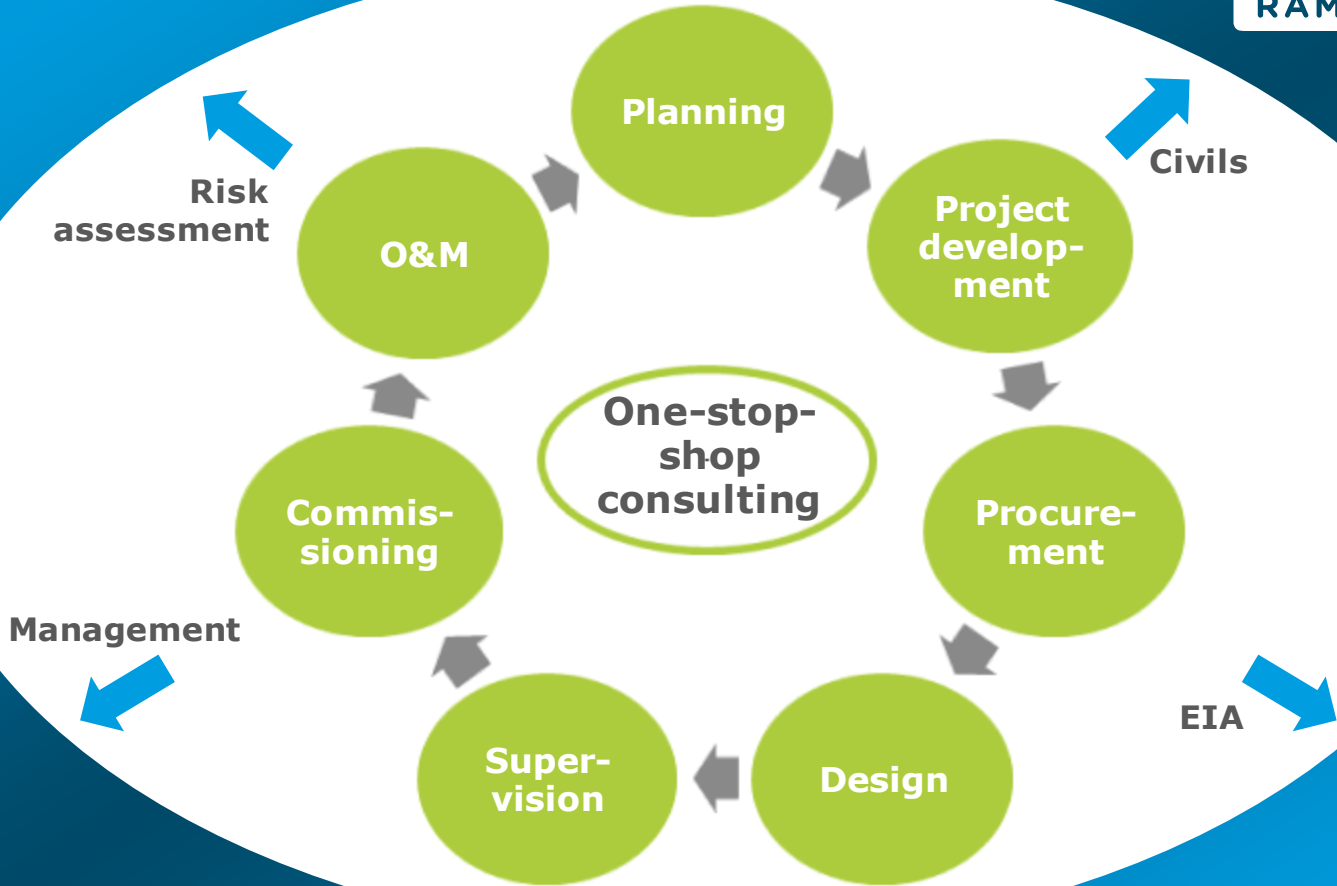 RAM
Planning
Civils
Project
develop-
ment
Risk
assessment
O&M
One-stop-
shop
consulting
Procure-
ment
Commis-
sioning
Management
EIA
Super-
vision
Design